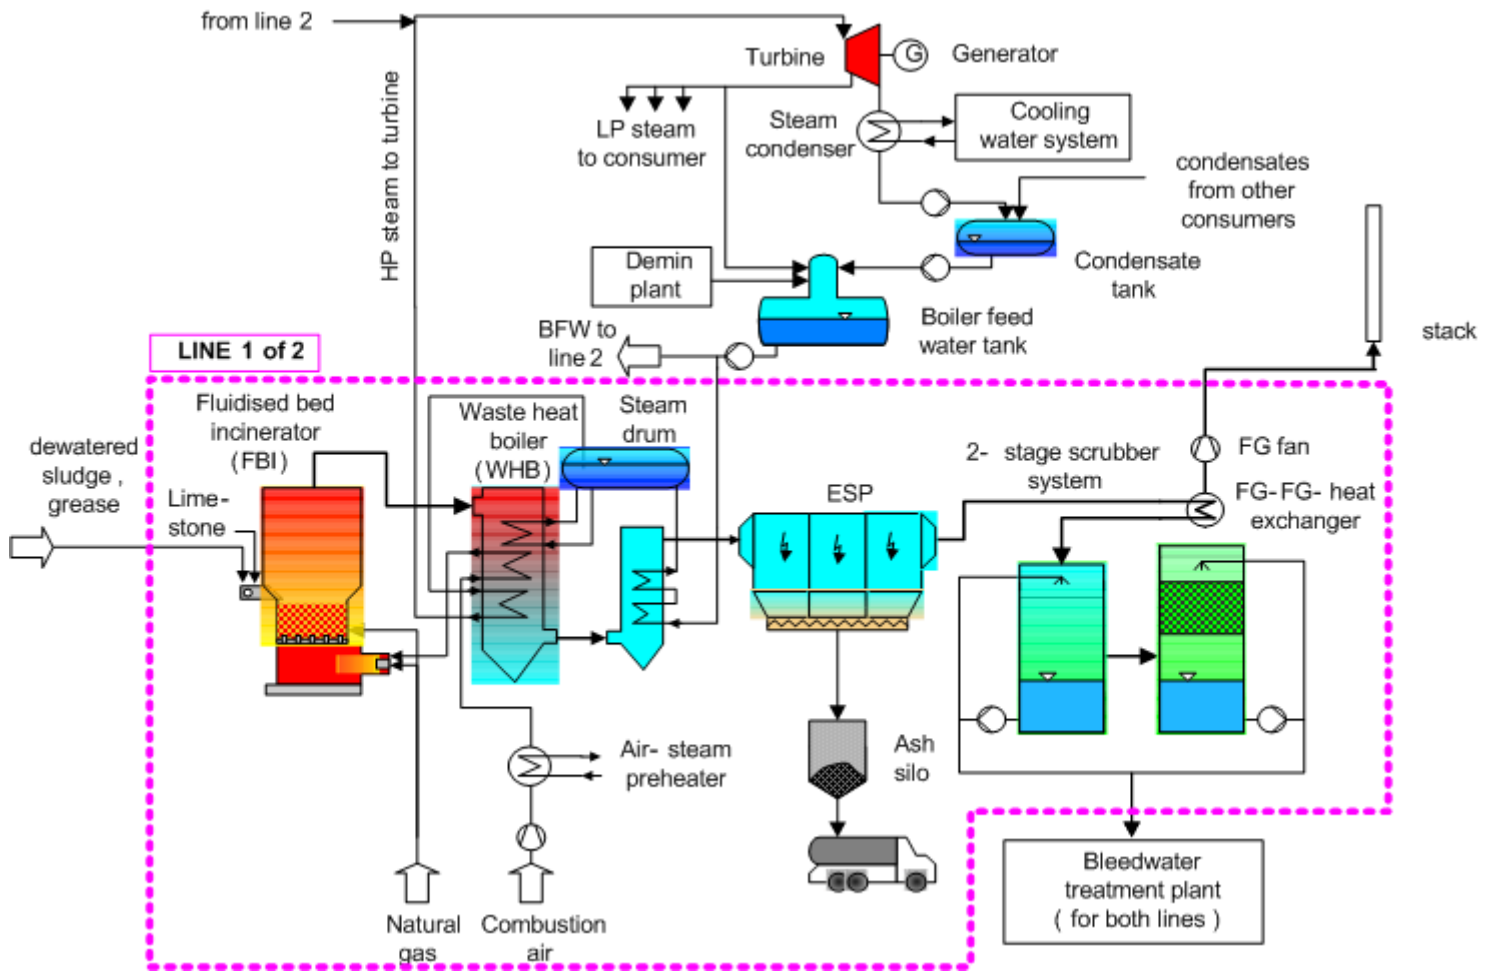 from line 2
HP steam to turbine
Turbine
G
Generator
LP steam
to consumer
Steam
condenser
Cooling
water system
condensates
from other
consumers
Condensate
tank
Demin
plant
Boiler feed
water tank
BFW to
line 2
stack
LINE 1 of 2
Fluidised bed
incinerator
(FBI)
dewatered
sludge ,
grease
Lime-
stone
Waste heat
boiler
(WHB)
Steam
drum
ESP
2- stage scrubber
system
FG fan
FG-FG- heat
exchanger
Air- steam
preheater
Ash
silo
Natural
gas
Combustion
air
Bleedwater
treatment plant
( for both lines )